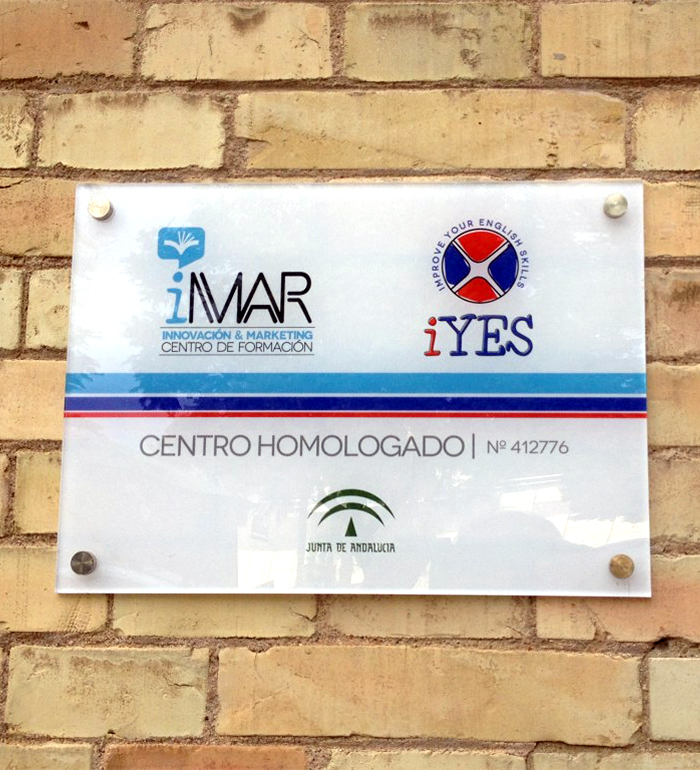 iMAR
INNOVACIÓN & MARKETING
CENTRO DE FORMACIÓN
IMPROVE YOUR ENGLISH SKILLS
iYES
CENTRO HOMOLOGADO | Nº 412776
JUNTA DE ANDALUCIA